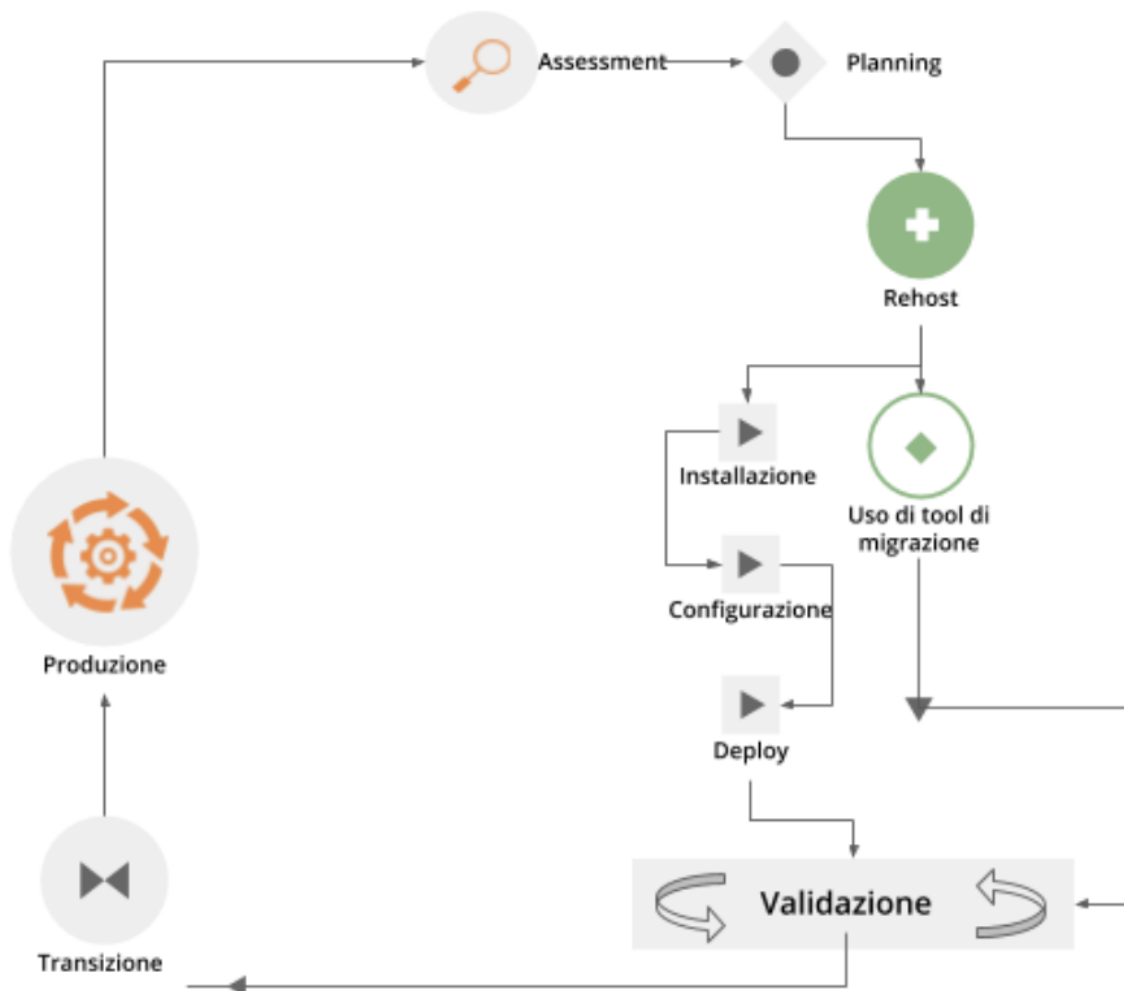 Assessment
Planning
Rehost
Installazione
Uso di tool di
migrazione
Configurazione
Produzione
Deploy
Validazione
Transizione